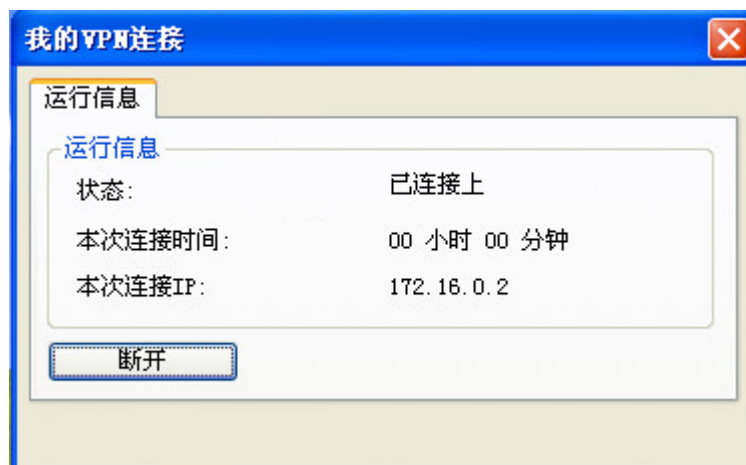 我的VPN连接
运行信息
运行信息
状态: 已连接上
本次连接时间: 00 小时 00 分钟
本次连接IP: 172.16.0.2
断开